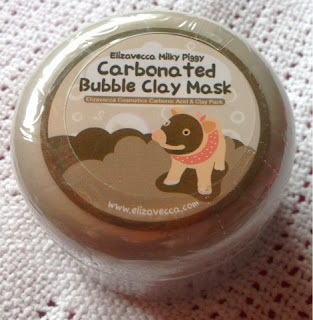 Elizavecca Milky Piggy
Carbonated
Bubble Clay Mask
Elizavecca Cosmetics Carbonic Acid & Clay Pack
www.elizavecca.com